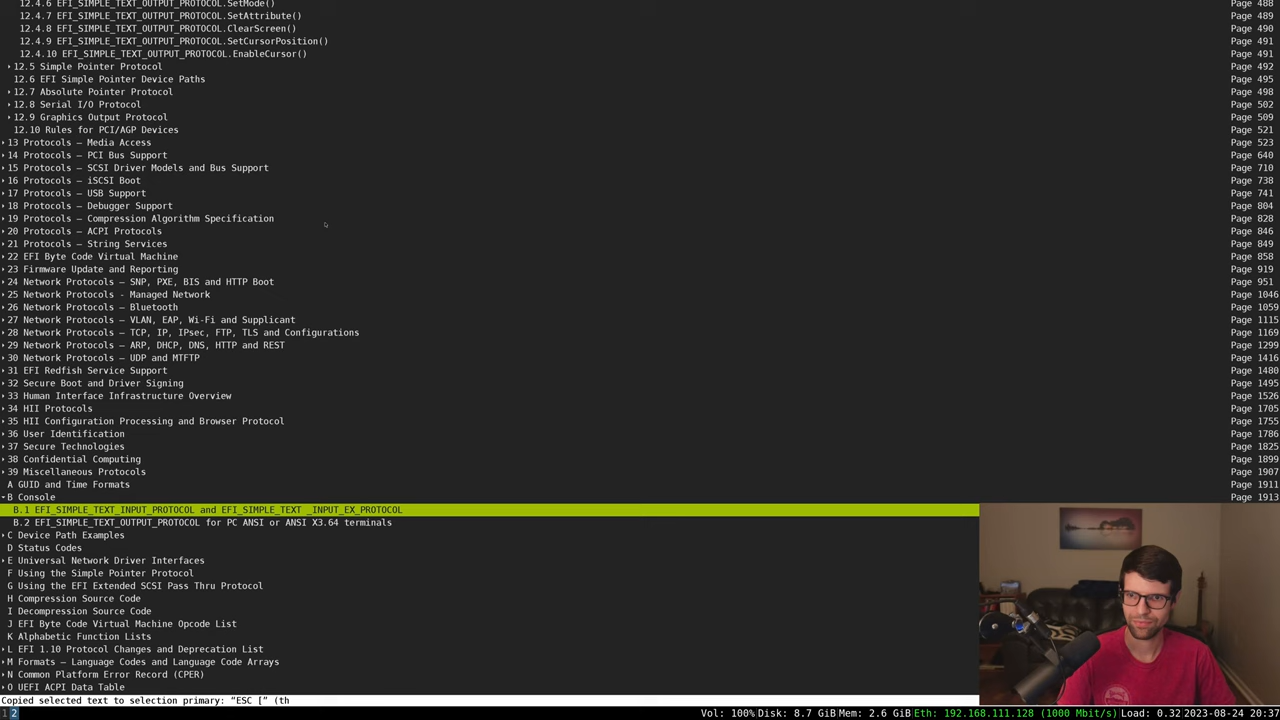 12.4.6 EFI_SIMPLE_TEXT_OUTPUT_PROTOCOL.SetMode() Page 488
12.4.7 EFI_SIMPLE_TEXT_OUTPUT_PROTOCOL.SetAttribute() Page 489
12.4.8 EFI_SIMPLE_TEXT_OUTPUT_PROTOCOL.ClearScreen() Page 490
12.4.9 EFI_SIMPLE_TEXT_OUTPUT_PROTOCOL.SetCursorPosition() Page 491
12.4.10 EFI_SIMPLE_TEXT_OUTPUT_PROTOCOL.EnableCursor() Page 491
12.5 Simple Pointer Protocol Page 492
12.6 EFI Simple Pointer Device Paths Page 495
12.7 Absolute Pointer Protocol Page 498
12.8 Serial I/O Protocol Page 502
12.9 Graphics Output Protocol Page 509
12.10 Rules for PCI/AGP Devices Page 521
13 Protocols — Media Access Page 523
14 Protocols — PCI Bus Support Page 640
15 Protocols — SCSI Driver Models and Bus Support Page 710
16 Protocols — iSCSI Boot Page 738
17 Protocols — USB Support Page 741
18 Protocols — Debugger Support Page 804
19 Protocols — Compression Algorithm Specification Page 828
20 Protocols — ACPI Protocols Page 846
21 Protocols — String Services Page 849
22 EFI Byte Code Virtual Machine Page 858
23 Firmware Update and Reporting Page 919
24 Network Protocols — SNP, PXE, BIS and HTTP Boot Page 951
25 Network Protocols - Managed Network Page 1046
26 Network Protocols — Bluetooth Page 1059
27 Network Protocols — VLAN, EAP, Wi-Fi and Supplicant Page 1115
28 Network Protocols — TCP, IP, IPsec, FTP, TLS and Configurations Page 1169
29 Network Protocols — ARP, DHCP, DNS, HTTP and REST Page 1299
30 Network Protocols — UDP and MTFTP Page 1416
31 EFI Redfish Service Support Page 1480
32 Secure Boot and Driver Signing Page 1495
33 Human Interface Infrastructure Overview Page 1526
34 HII Protocols Page 1705
35 HII Configuration Processing and Browser Protocol Page 1755
36 User Identification Page 1786
37 Secure Technologies Page 1825
38 Confidential Computing Page 1899
39 Miscellaneous Protocols Page 1907
A GUID and Time Formats Page 1911
B Console Page 1913
B.1 EFI_SIMPLE_TEXT_INPUT_PROTOCOL and EFI_SIMPLE_TEXT _INPUT_EX_PROTOCOL
B.2 EFI_SIMPLE_TEXT_OUTPUT_PROTOCOL for PC ANSI or ANSI X3.64 terminals
C Device Path Examples
D Status Codes
E Universal Network Driver Interfaces
F Using the Simple Pointer Protocol
G Using the EFI Extended SCSI Pass Thru Protocol
H Compression Source Code
I Decompression Source Code
J EFI Byte Code Virtual Machine Opcode List
K Alphabetic Function Lists
L EFI 1.10 Protocol Changes and Deprecation List
M Formats — Language Codes and Language Code Arrays
N Common Platform Error Record (CPER)
O UEFI ACPI Data Table
Copied selected text to selection primary: “ESC [” (th
1 2 Vol: 100% Disk: 8.7 GiB Mem: 2.6 GiB Eth: 192.168.111.128 (1000 Mbit/s) Load: 0.32 2023-08-24 20:37